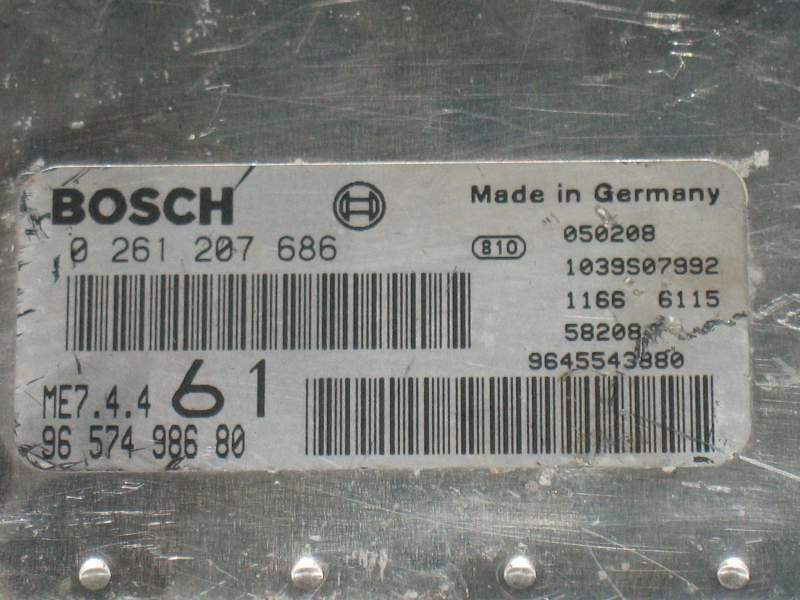 BOSCH
Made in Germany
0 261 207 686
810
050208
1039S07992
1166 6115
58208
9645543880
ME7.4.4
61
96 574 986 80